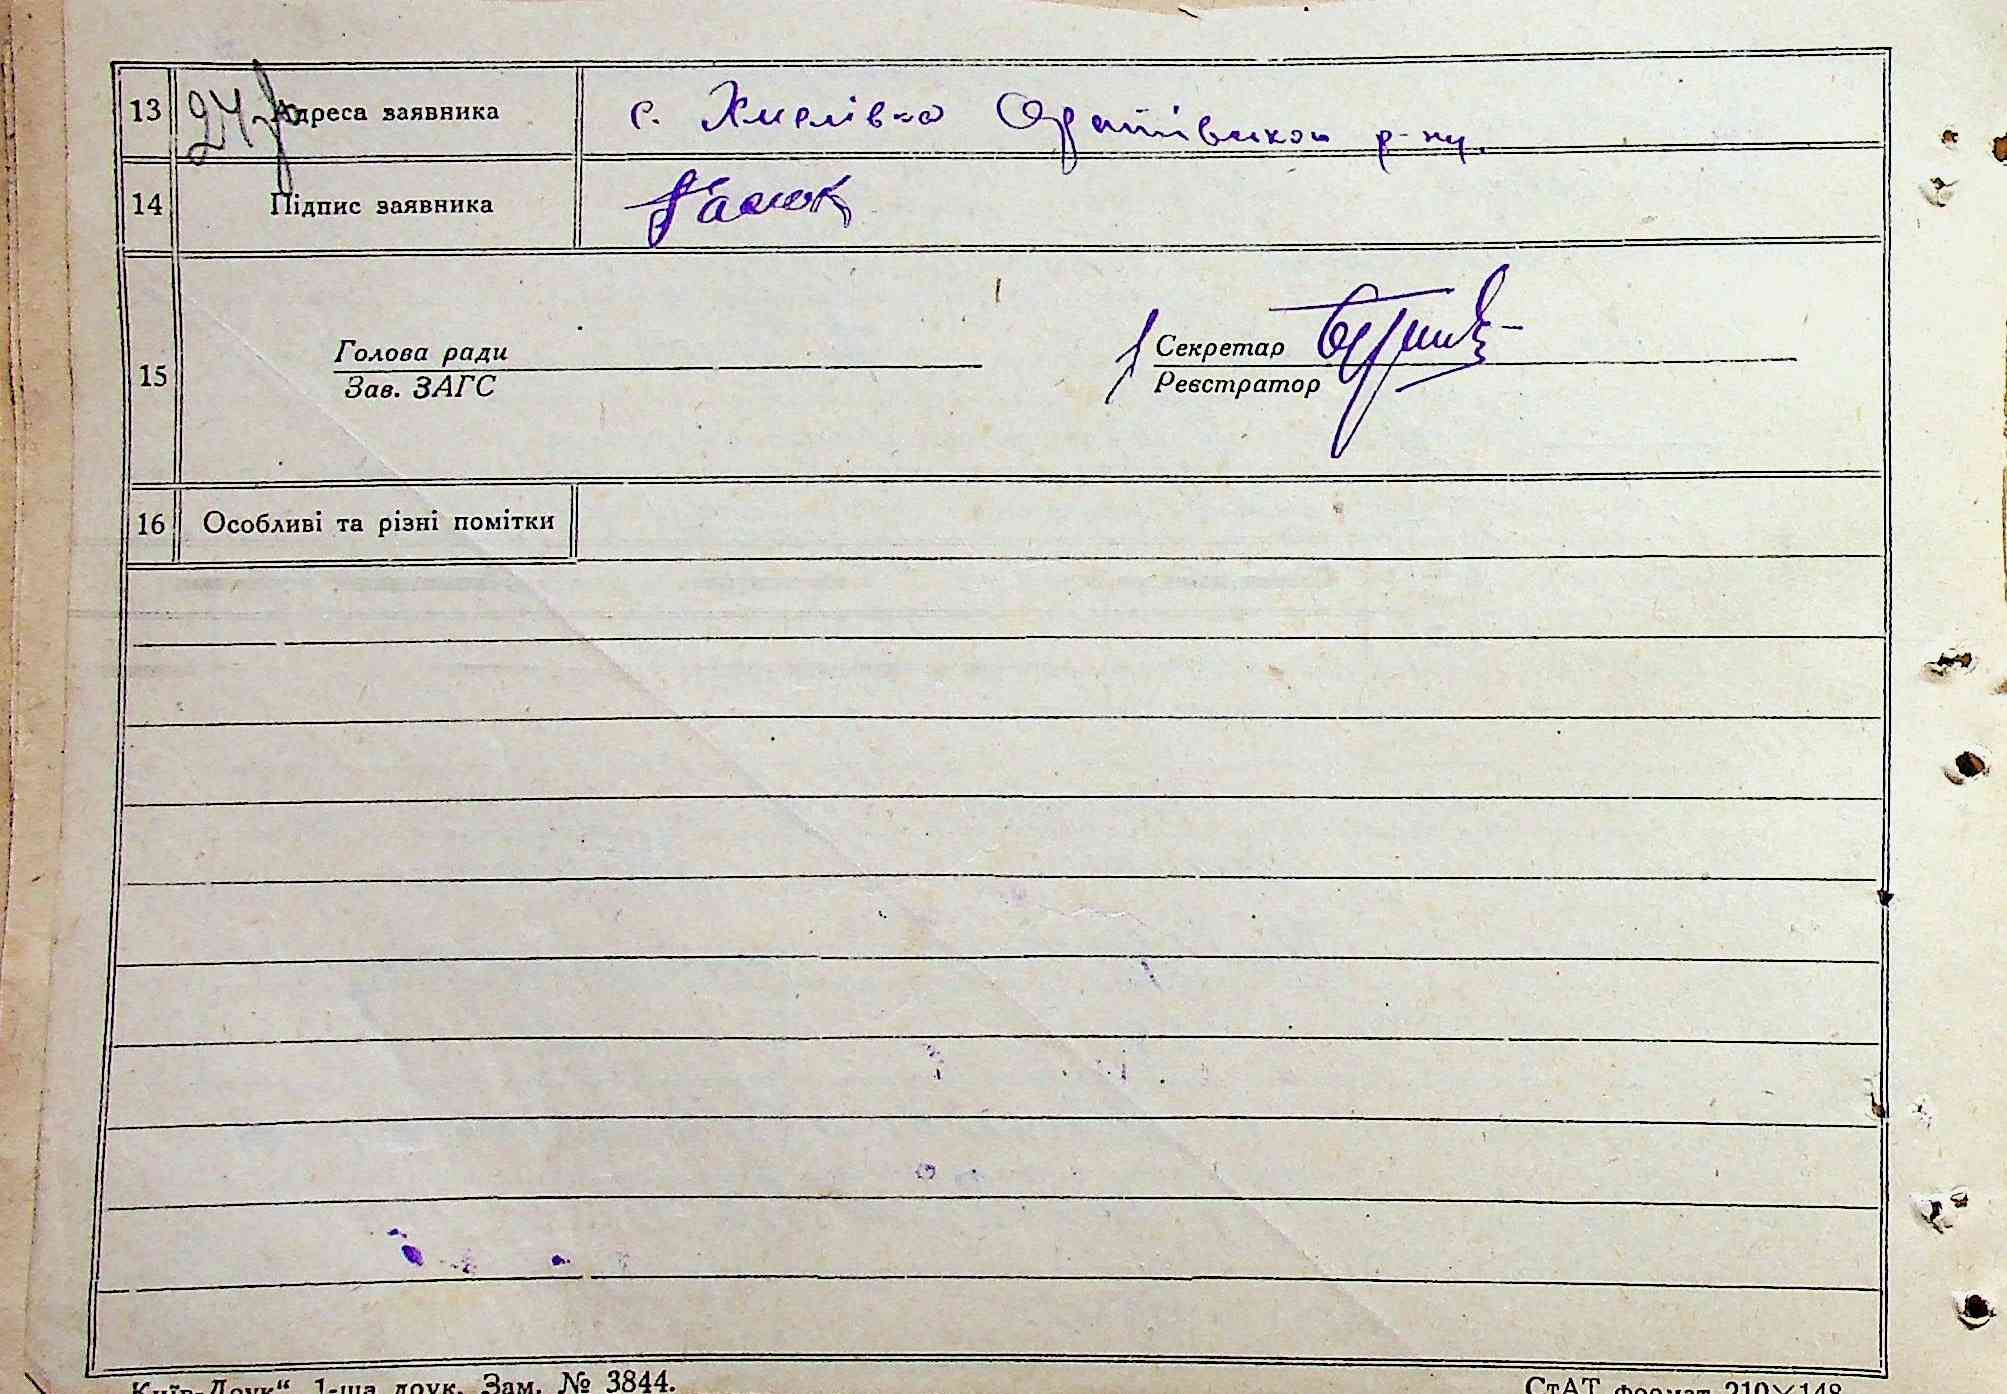 13 Адреса заявника с. Хмелівка Оратівського р-ну.
14 Підпис заявника
15
Голова ради Секретар
Зав. ЗАГС Реєстратор
16 Особливі та різні помітки
Київ-Друк“ 1-ша друк. Зам. № 3844. СтАТ формат 210×148